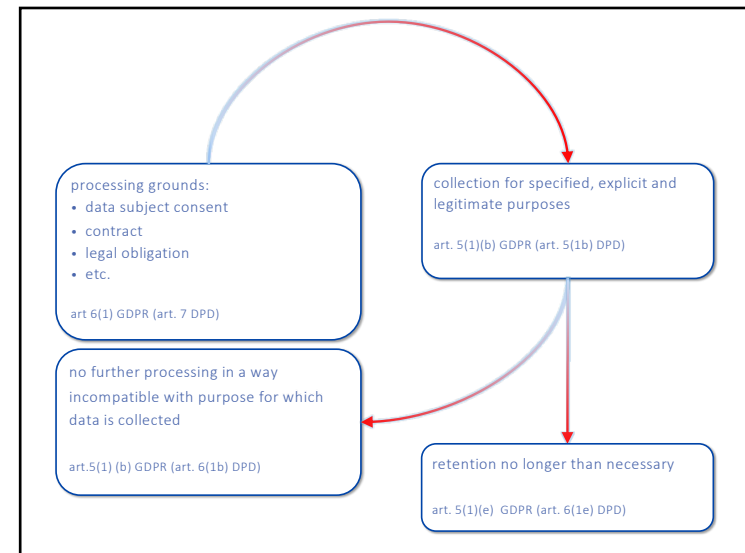 processing grounds:
• data subject consent
• contract
• legal obligation
• etc.
art 6(1) GDPR (art. 7 DPD)
collection for specified, explicit and
legitimate purposes
art. 5(1)(b) GDPR (art. 5(1b) DPD)
no further processing in a way
incompatible with purpose for which
data is collected
art.5(1) (b) GDPR (art. 6(1b) DPD)
retention no longer than necessary
art. 5(1)(e)  GDPR (art. 6(1e) DPD)